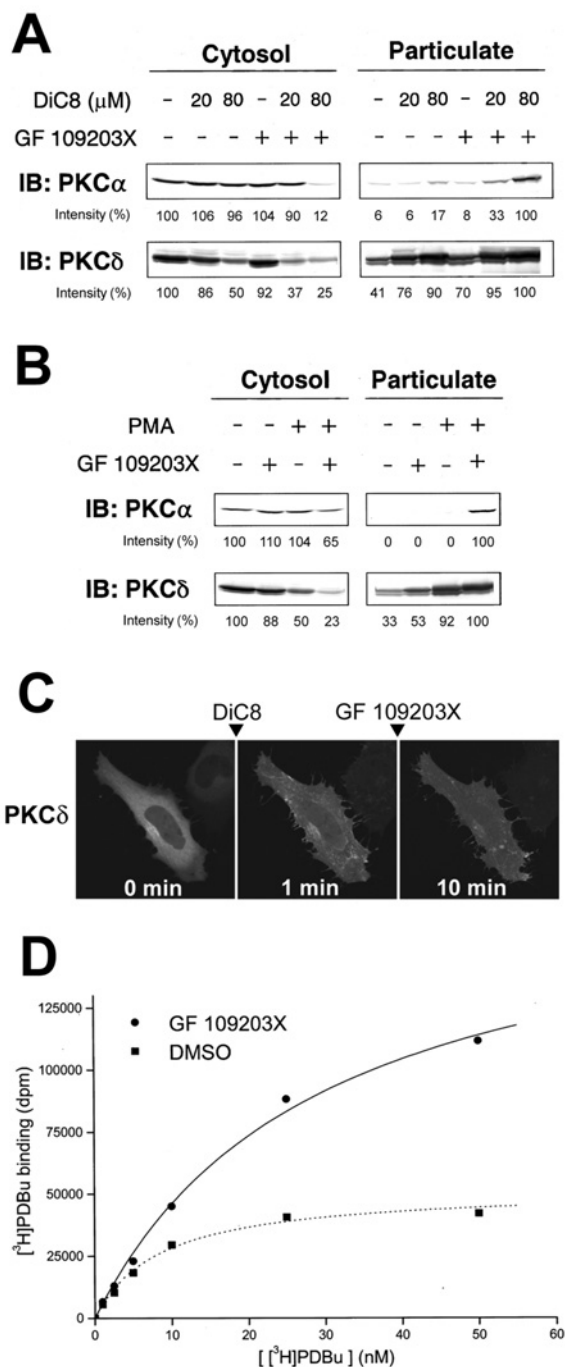 A
Cytosol Particulate
DiC8 (μM) - 20 80 - 20 80 - 20 80 - 20 80
GF 109203X - - - + + + - - - + + +
IB: PKCα
Intensity (%) 100 106 96 104 90 12 6 6 17 8 33 100
IB: PKCδ
Intensity (%) 100 86 50 92 37 25 41 76 90 70 95 100
B
Cytosol Particulate
PMA - - + + - - + +
GF 109203X - + - + - + - +
IB: PKCα
Intensity (%) 100 110 104 65 0 0 0 100
IB: PKCδ
Intensity (%) 100 88 50 23 33 53 92 100
C
DiC8 GF 109203X
PKCδ
0 min 1 min 10 min
D
125000
100000
75000
50000
25000
0
[³H]PDBu binding (dpm)
GF 109203X
DMSO
0 10 20 30 40 50 60
[ [³H]PDBu ] (nM)